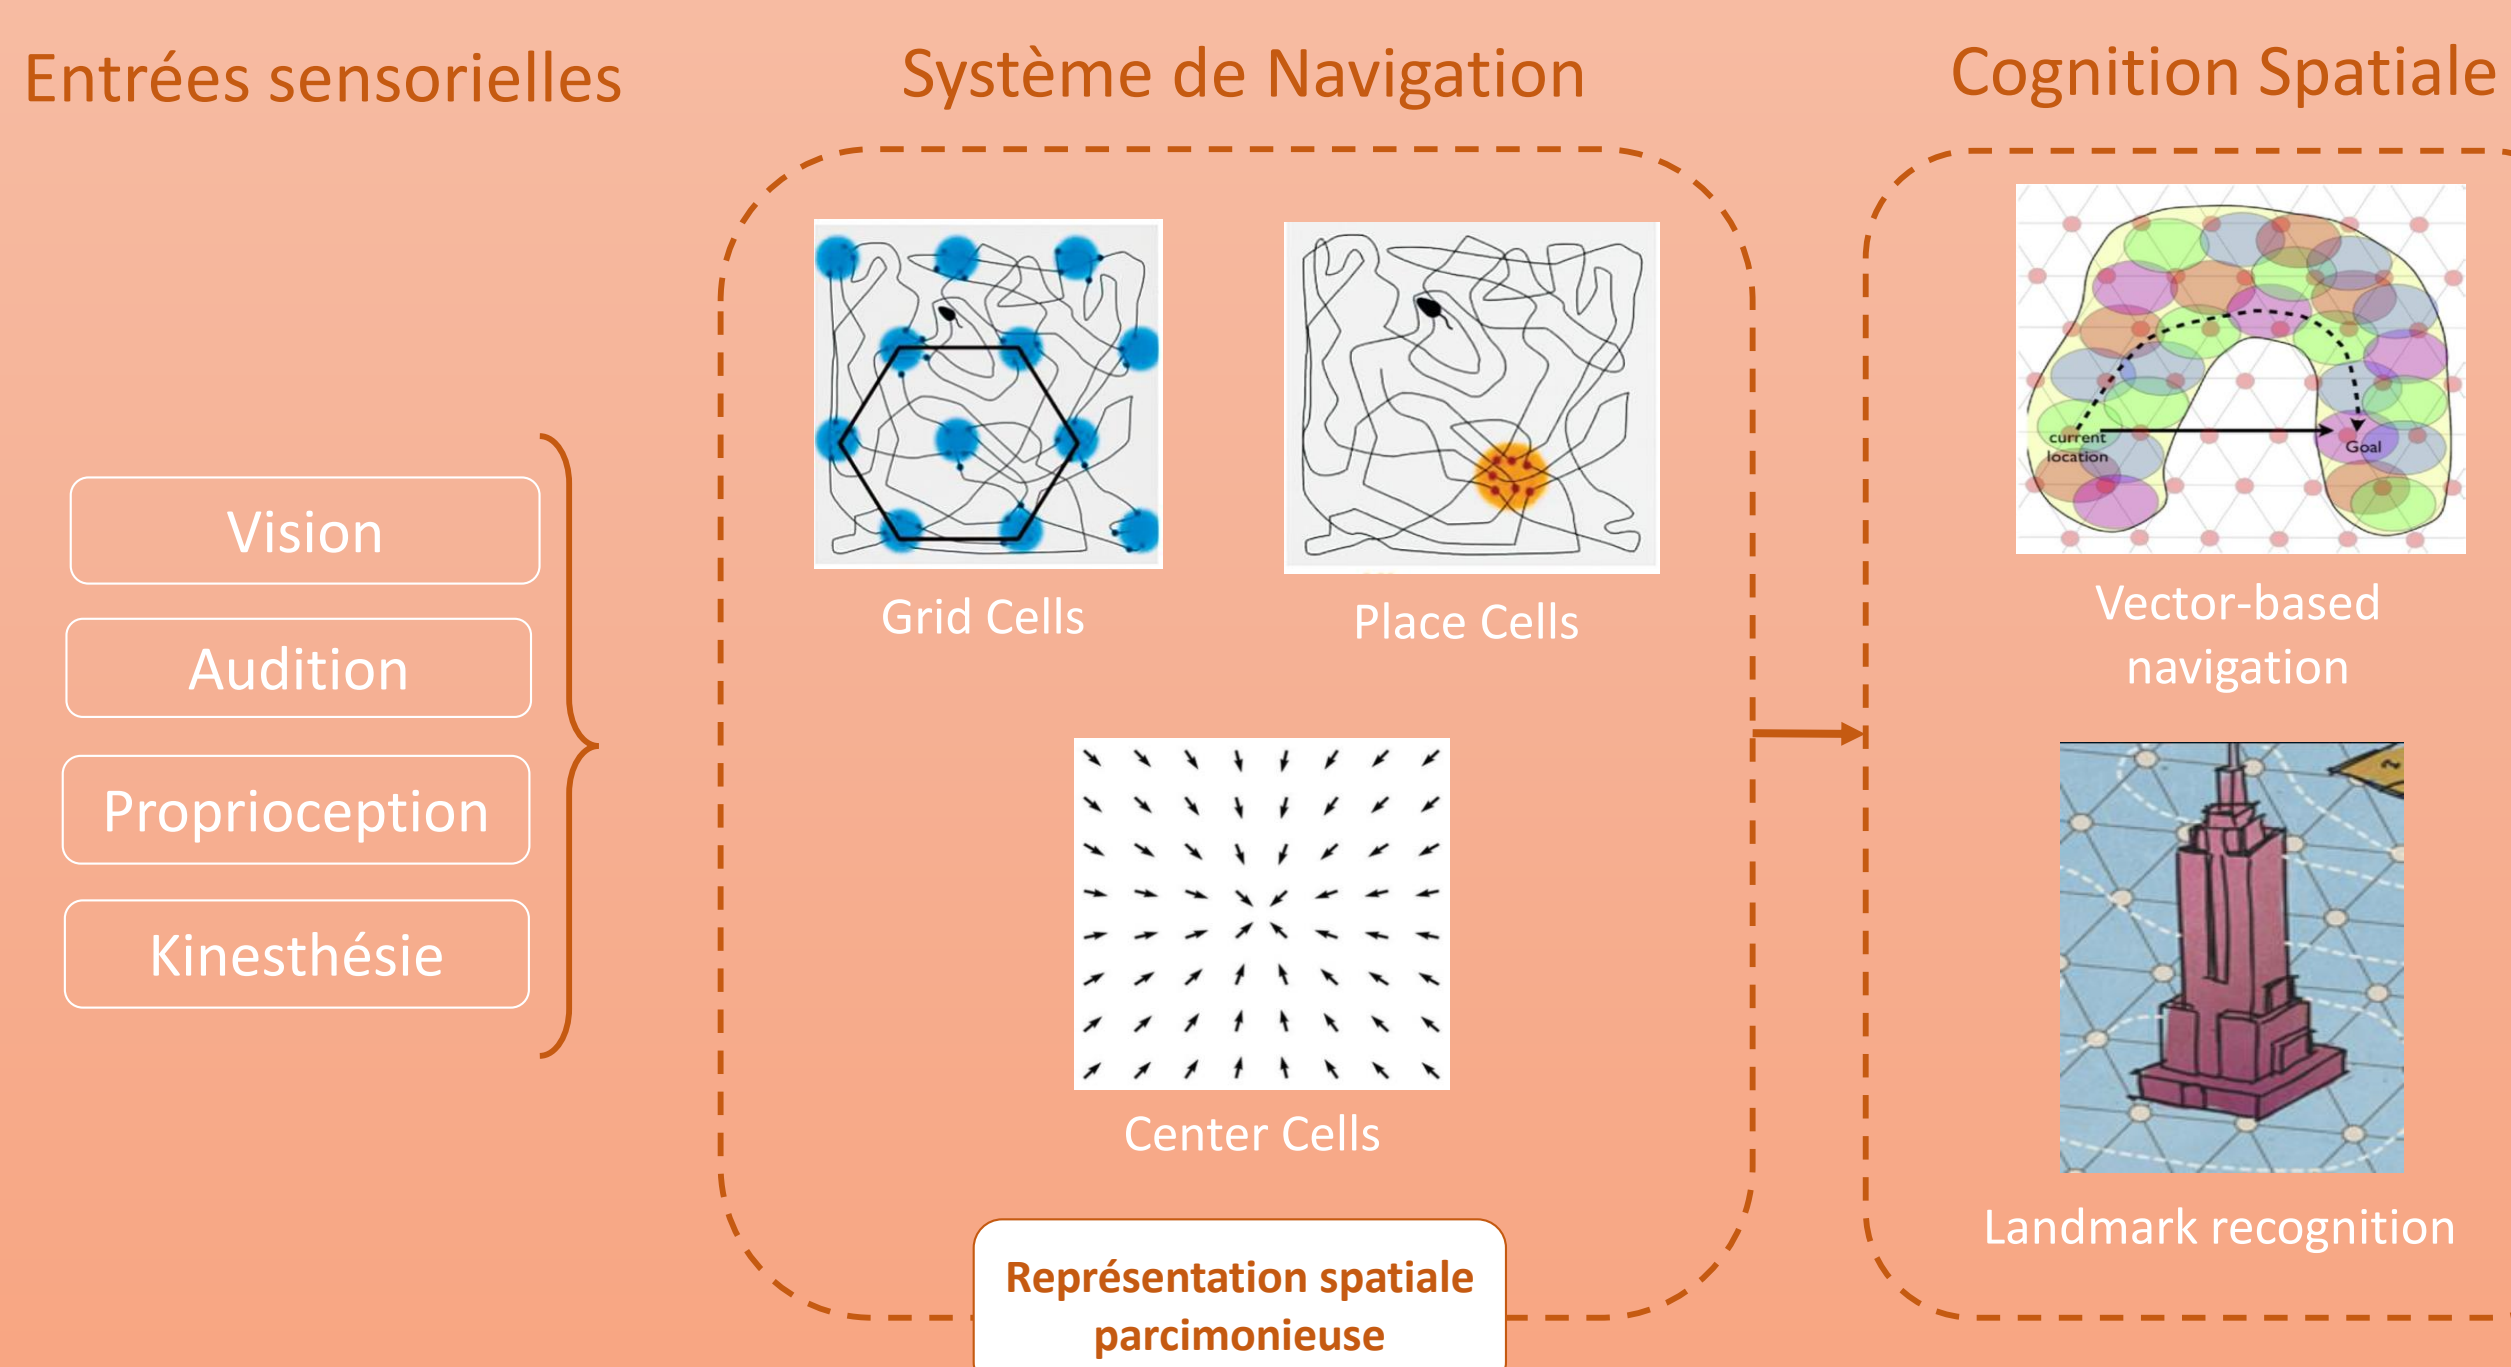 Entrées sensorielles
Système de Navigation
Cognition Spatiale
Vision
Audition
Proprioception
Kinesthésie
Grid Cells
Place Cells
Center Cells
Représentation spatiale
parcimonieuse
current
location
Goal
Vector-based
navigation
Landmark recognition